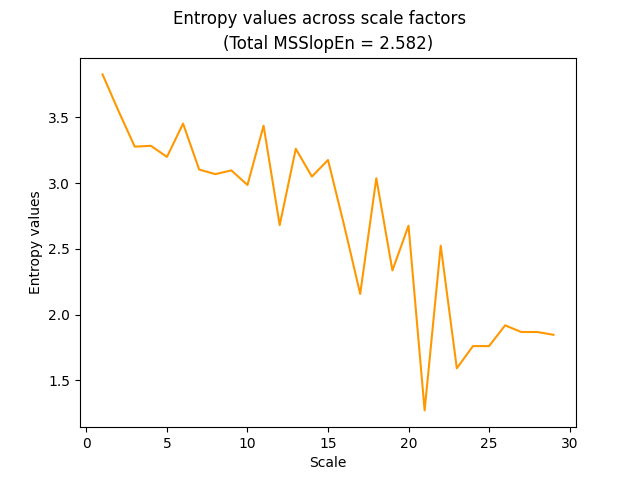 Entropy values across scale factors
(Total MSSlopEn = 2.582)
Entropy values
3.5
3.0
2.5
2.0
1.5
0 5 10 15 20 25 30
Scale